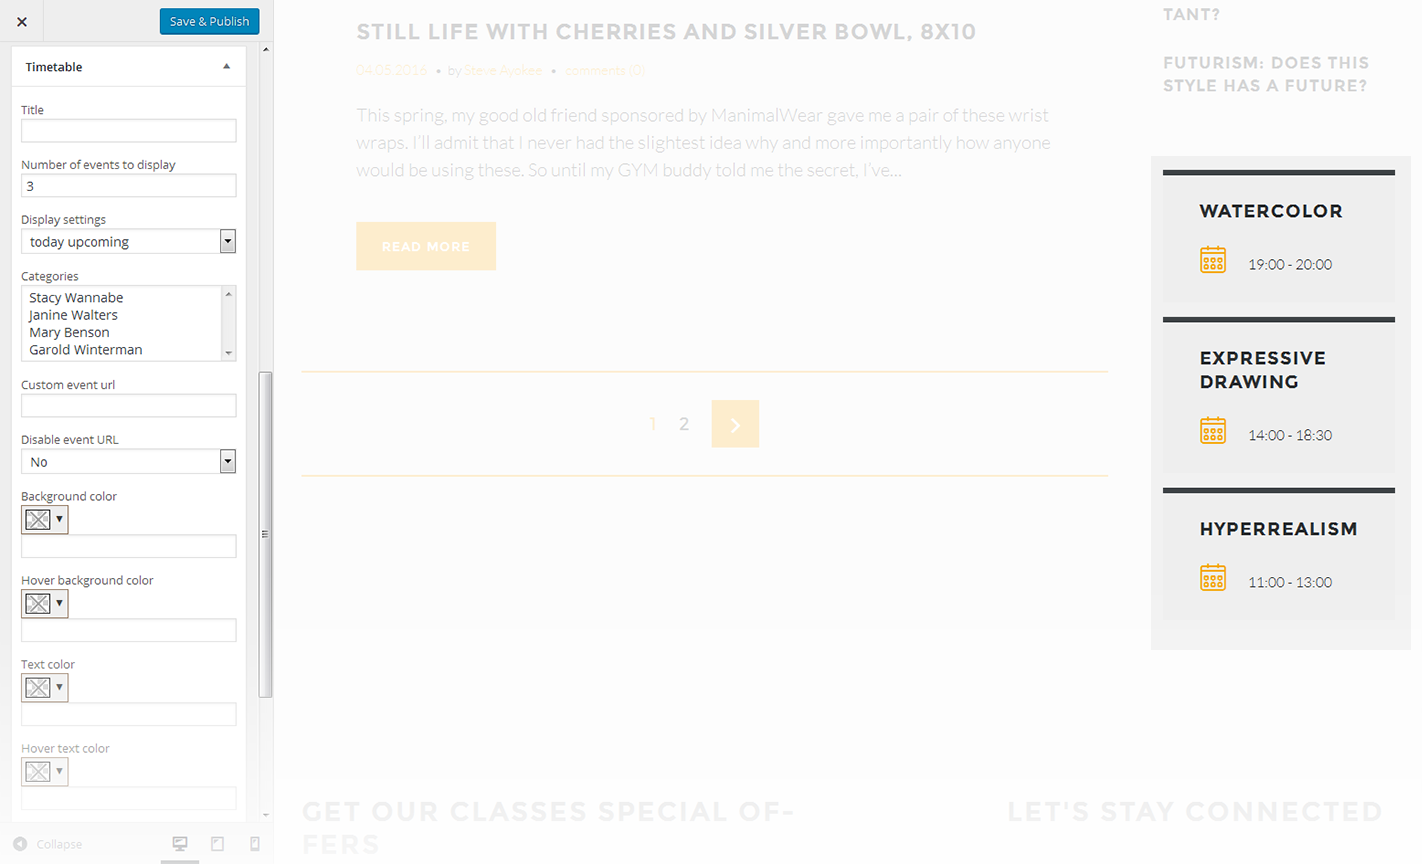 Save & Publish
Timetable
Title
Number of events to display
3
Display settings
today upcoming
Categories
Stacy Wannabe
Janine Walters
Mary Benson
Garold Winterman
Custom event url
Disable event URL
No
Background color
Hover background color
Text color
Hover text color
Collapse
STILL LIFE WITH CHERRIES AND SILVER BOWL, 8X10
04.05.2016 • by Steve Ayokee • comments (0)
This spring, my good old friend sponsored by ManimalWear gave me a pair of these wrist
wraps. I'll admit that I never had the slightest idea why and more importantly how anyone
would be using these. So until my GYM buddy told me the secret, I've...
READ MORE
1 2
TANT?
FUTURISM: DOES THIS
STYLE HAS A FUTURE?
WATERCOLOR
19:00 - 20:00
EXPRESSIVE
DRAWING
14:00 - 18:30
HYPERREALISM
11:00 - 13:00
GET OUR CLASSES SPECIAL OF-
FERS
LET'S STAY CONNECTED